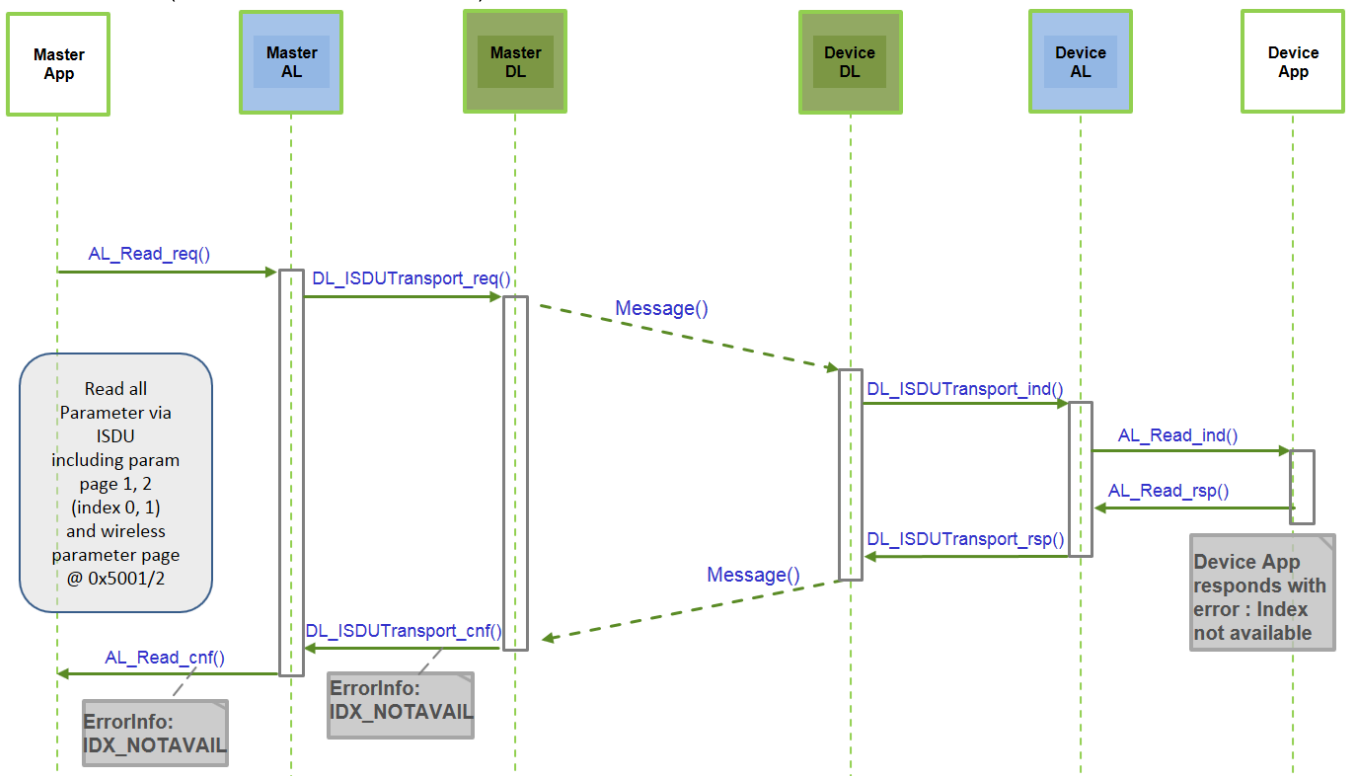 Master
App
Master
AL
Master
DL
Device
DL
Device
AL
Device
App
AL_Read_req()
DL_ISDUTransport_req()
Message()
DL_ISDUTransport_ind()
AL_Read_ind()
AL_Read_rsp()
DL_ISDUTransport_rsp()
Message()
DL_ISDUTransport_cnf()
AL_Read_cnf()
Read all
Parameter via
ISDU
including param
page 1, 2
(index 0, 1)
and wireless
parameter page
@ 0x5001/2
Device App
responds with
error : Index
not available
ErrorInfo:
IDX_NOTAVAIL
ErrorInfo:
IDX_NOTAVAIL